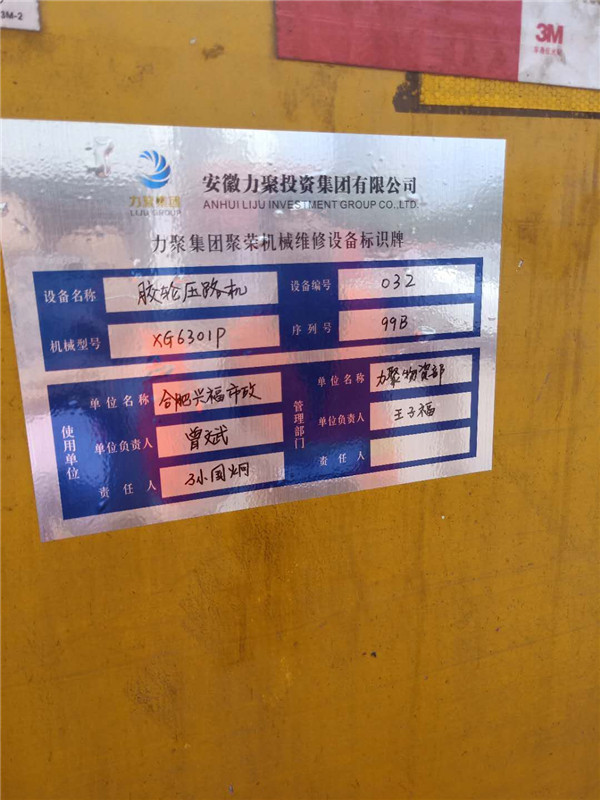 3M-2
3M
力聚集团
LIJU GROUP
安徽力聚投资集团有限公司
ANHUI LIJU INVESTMENT GROUP CO.,LTD.
力聚集团聚荣机械维修设备标识牌
设备名称 胶轮压路机 设备编号 032
机械型号 XG6301P 序列号 99B
使用单位
单位名称 合肥兴福市政
单位负责人 曾斌
责任人 孙国炯
管理部门
单位名称 力聚物资部
单位负责人 王子福
责任人